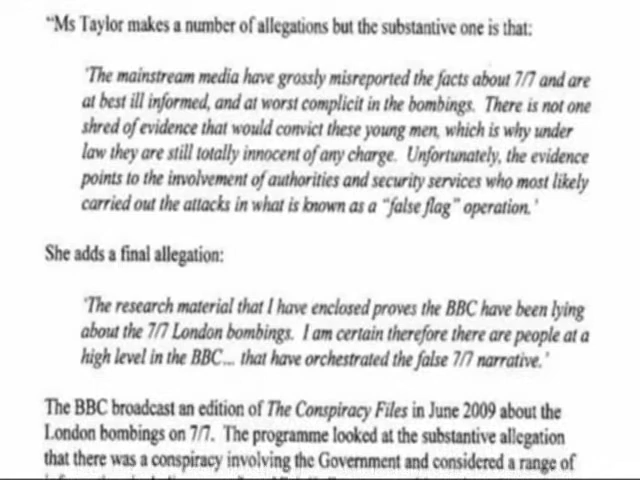 “Ms Taylor makes a number of allegations but the substantive one is that:
'The mainstream media have grossly misreported the facts about 7/7 and are
at best ill informed, and at worst complicit in the bombings. There is not one
shred of evidence that would convict these young men, which is why under
law they are still totally innocent of any charge. Unfortunately, the evidence
points to the involvement of authorities and security services who most likely
carried out the attacks in what is known as a "false flag" operation.'
She adds a final allegation:
'The research material that I have enclosed proves the BBC have been lying
about the 7/7 London bombings. I am certain therefore there are people at a
high level in the BBC... that have orchestrated the false 7/7 narrative.'
The BBC broadcast an edition of The Conspiracy Files in June 2009 about the
London bombings on 7/7. The programme looked at the substantive allegation
that there was a conspiracy involving the Government and considered a range of